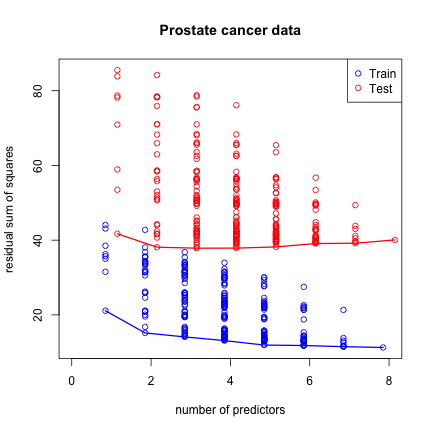 Prostate cancer data
Train
Test
residual sum of squares
80
60
40
20
0 2 4 6 8
number of predictors